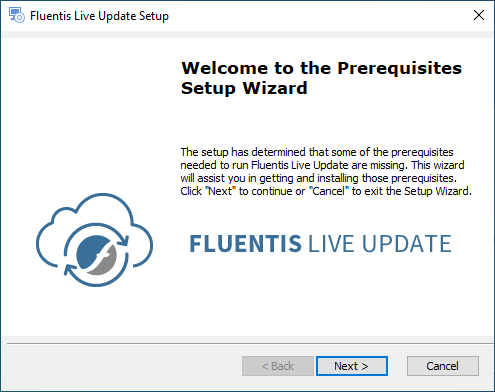 Fluentis Live Update Setup
Welcome to the Prerequisites
Setup Wizard
The setup has determined that some of the prerequisites
needed to run Fluentis Live Update are missing. This wizard
will assist you in getting and installing those prerequisites.
Click "Next" to continue or "Cancel" to exit the Setup Wizard.
FLUENTIS LIVE UPDATE
< Back
Next >
Cancel